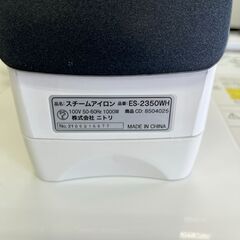 品名:スチームアイロン 品番:ES-2350WH
100V 50-60Hz 1000W 商品CD: 8504025
株式会社 ニトリ
MADE IN CHINA